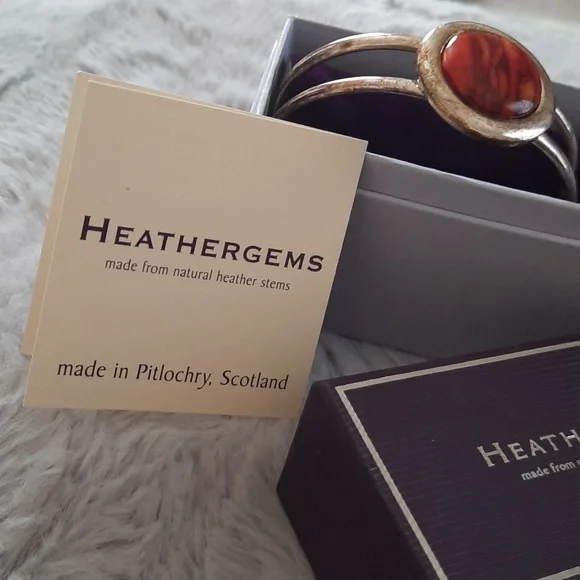 HEATHERGEMS
made from natural heather stems
made in Pitlochry, Scotland
HEATH
made from